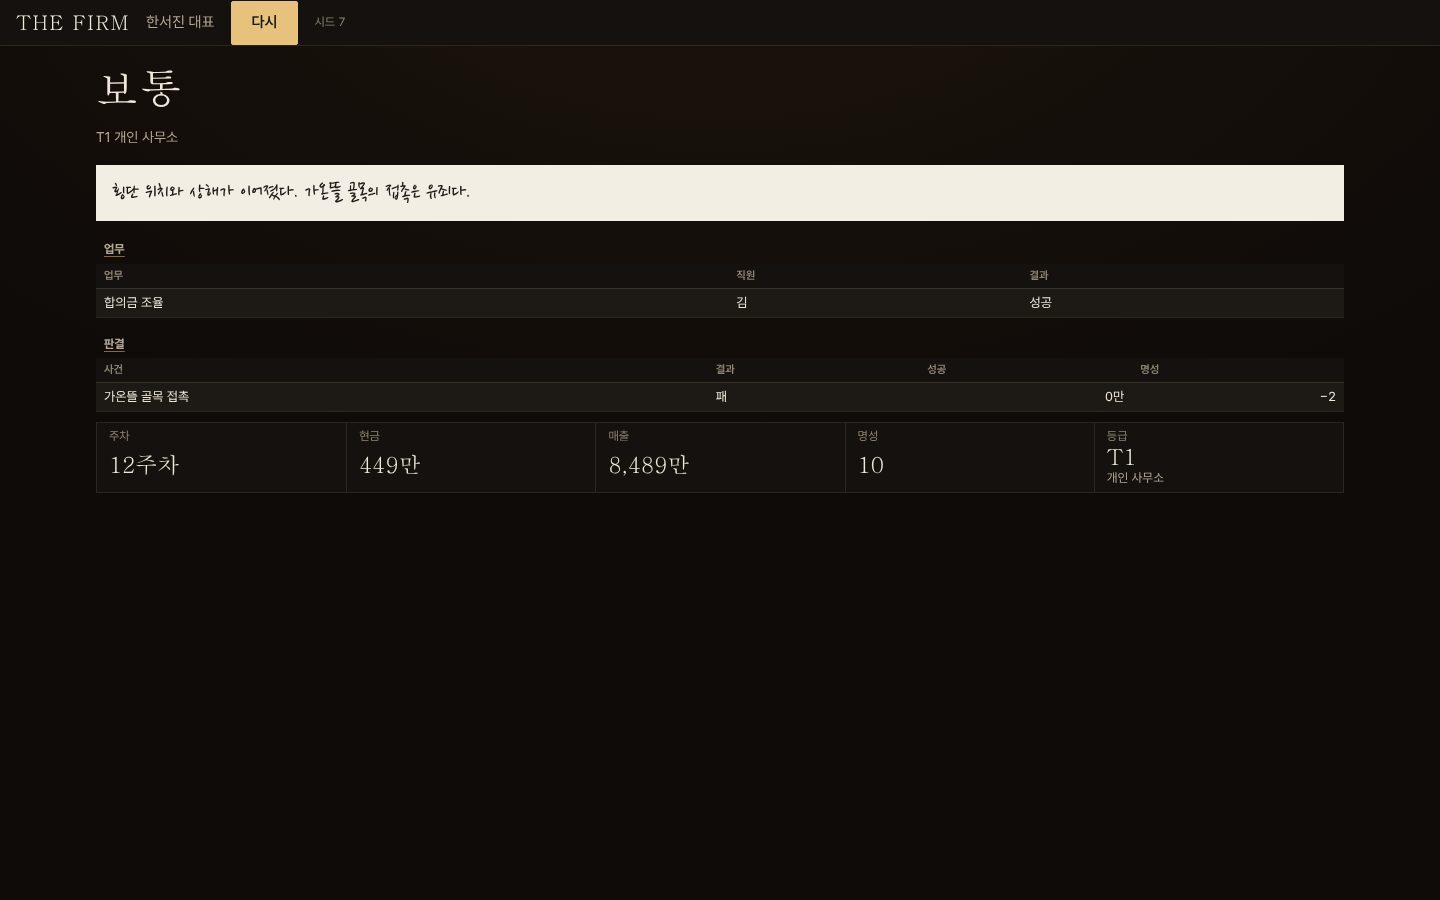 THE FIRM 한서진 대표 다시 시드 7
보통
T1 개인 사무소
횡단 위치와 상해가 이어졌다. 가온뜰 골목의 접촉은 유죄다.
업무
업무 직원 결과
합의금 조율 김 성공
판결
사건 결과 성공 명성
가온뜰 골목 접촉 패 0만 −2
주차 현금 매출 명성 등급
12주차 449만 8,489만 10 T1
개인 사무소